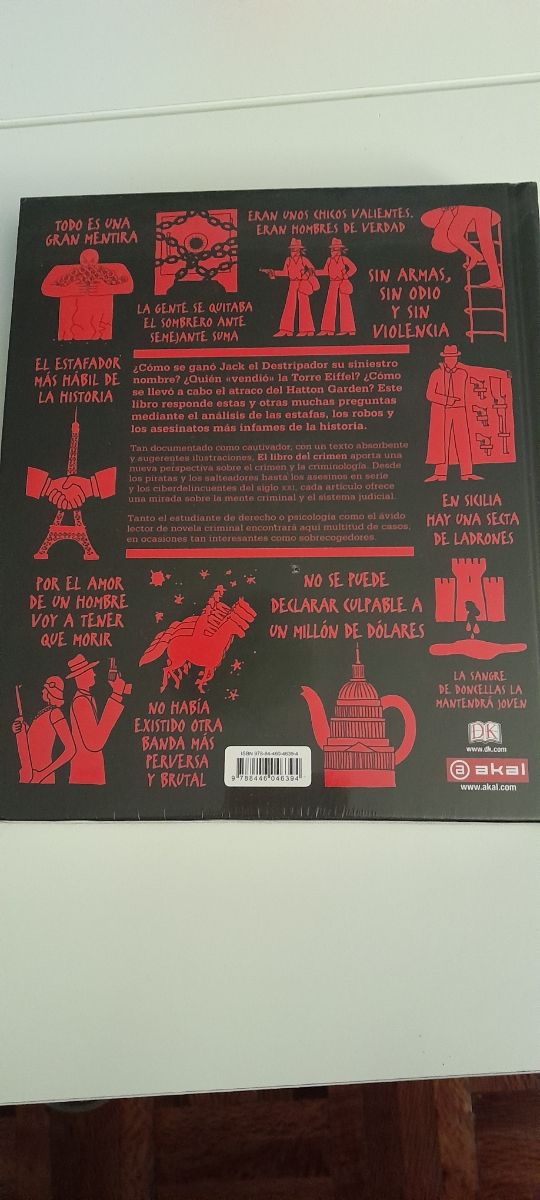 TODO ES UNA
GRAN MENTIRA
ERAN UNOS CHICOS VALIENTES.
ERAN HOMBRES DE VERDAD
LA GENTE SE QUITABA
EL SOMBRERO ANTE
SEMEJANTE SUMA
SIN ARMAS,
SIN ODIO
Y SIN
VIOLENCIA
EL ESTAFADOR
MÁS HÁBIL DE
LA HISTORIA
¿Cómo se ganó Jack el Destripador su siniestro
nombre? ¿Quién «vendió» la Torre Eiffel? ¿Cómo
se llevó a cabo el atraco del Hatton Garden? Este
libro responde estas y otras muchas preguntas
mediante el análisis de las estafas, los robos y
los asesinatos más infames de la historia.
Tan documentado como cautivador, con un texto absorbente
y sugerentes ilustraciones, El libro del crimen aporta una
nueva perspectiva sobre el crimen y la criminología. Desde
los piratas y los salteadores hasta los asesinos en serie
y los ciberdelincuentes del siglo XXI, cada artículo ofrece
una mirada sobre la mente criminal y el sistema judicial.
Tanto el estudiante de derecho o psicología como el ávido
lector de novela criminal encontrará aquí multitud de casos,
en ocasiones tan interesantes como sobrecogedores.
EN SICILIA
HAY UNA SECTA
DE LADRONES
POR EL AMOR
DE UN HOMBRE
VOY A TENER
QUE MORIR
NO SE PUEDE
DECLARAR CULPABLE A
UN MILLÓN DE DÓLARES
LA SANGRE
DE DONCELLAS LA
MANTENDRÁ JOVEN
NO HABÍA
EXISTIDO OTRA
BANDA MÁS
PERVERSA
Y BRUTAL
ISBN 978-84-460-4639-4
9 788446 046394
DK
www.dk.com
akal
www.akal.com